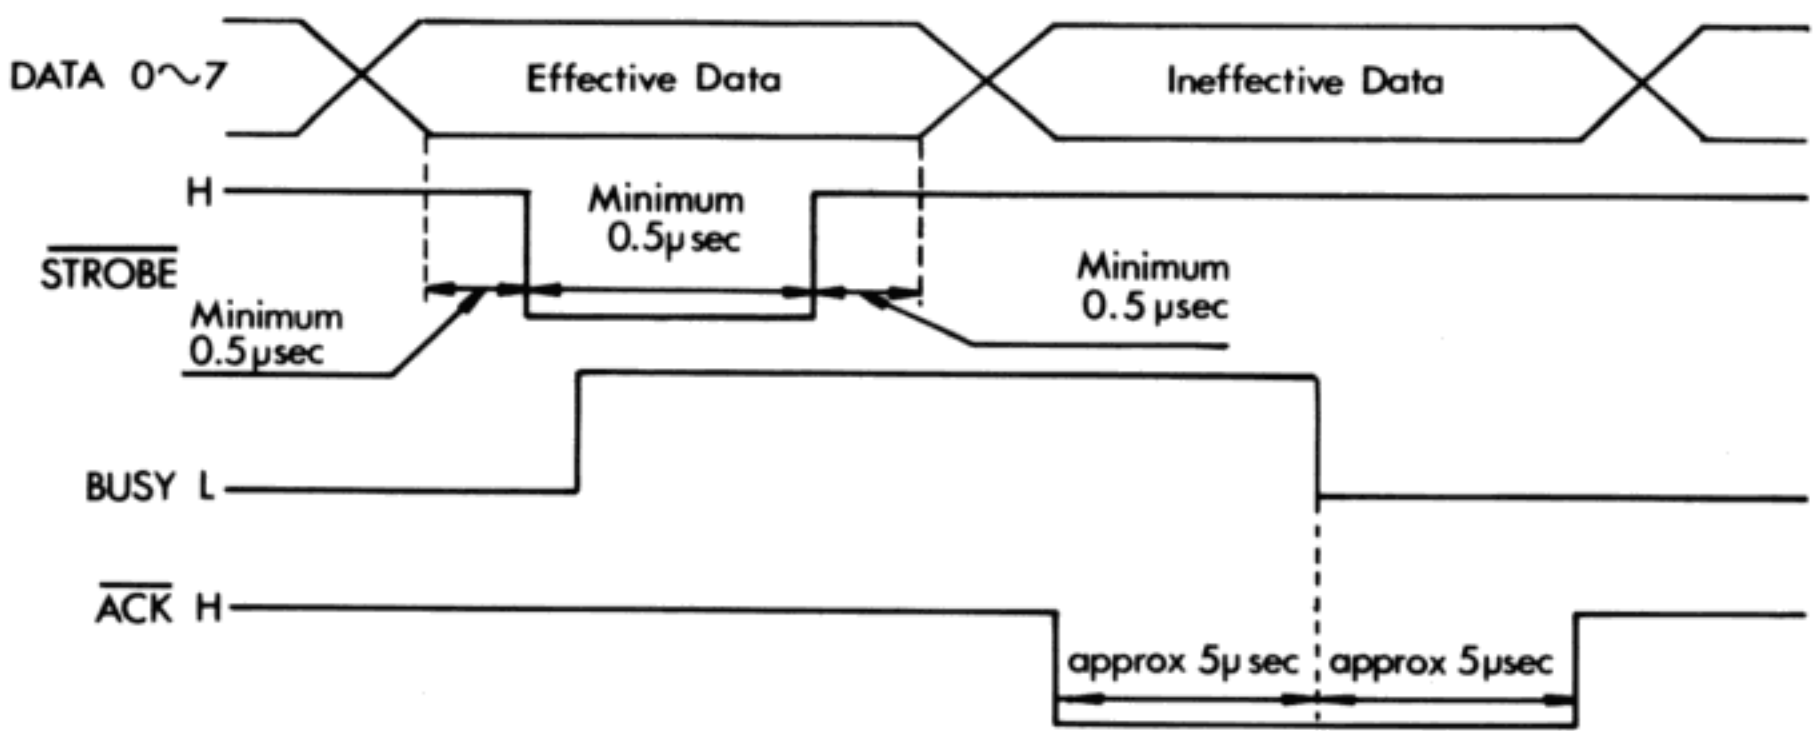 DATA 0~7
Effective Data
Ineffective Data
H
STROBE
Minimum
0.5μ sec
Minimum
0.5μsec
Minimum
0.5 μsec
BUSY L
ACK H
approx 5μ sec
approx 5μsec